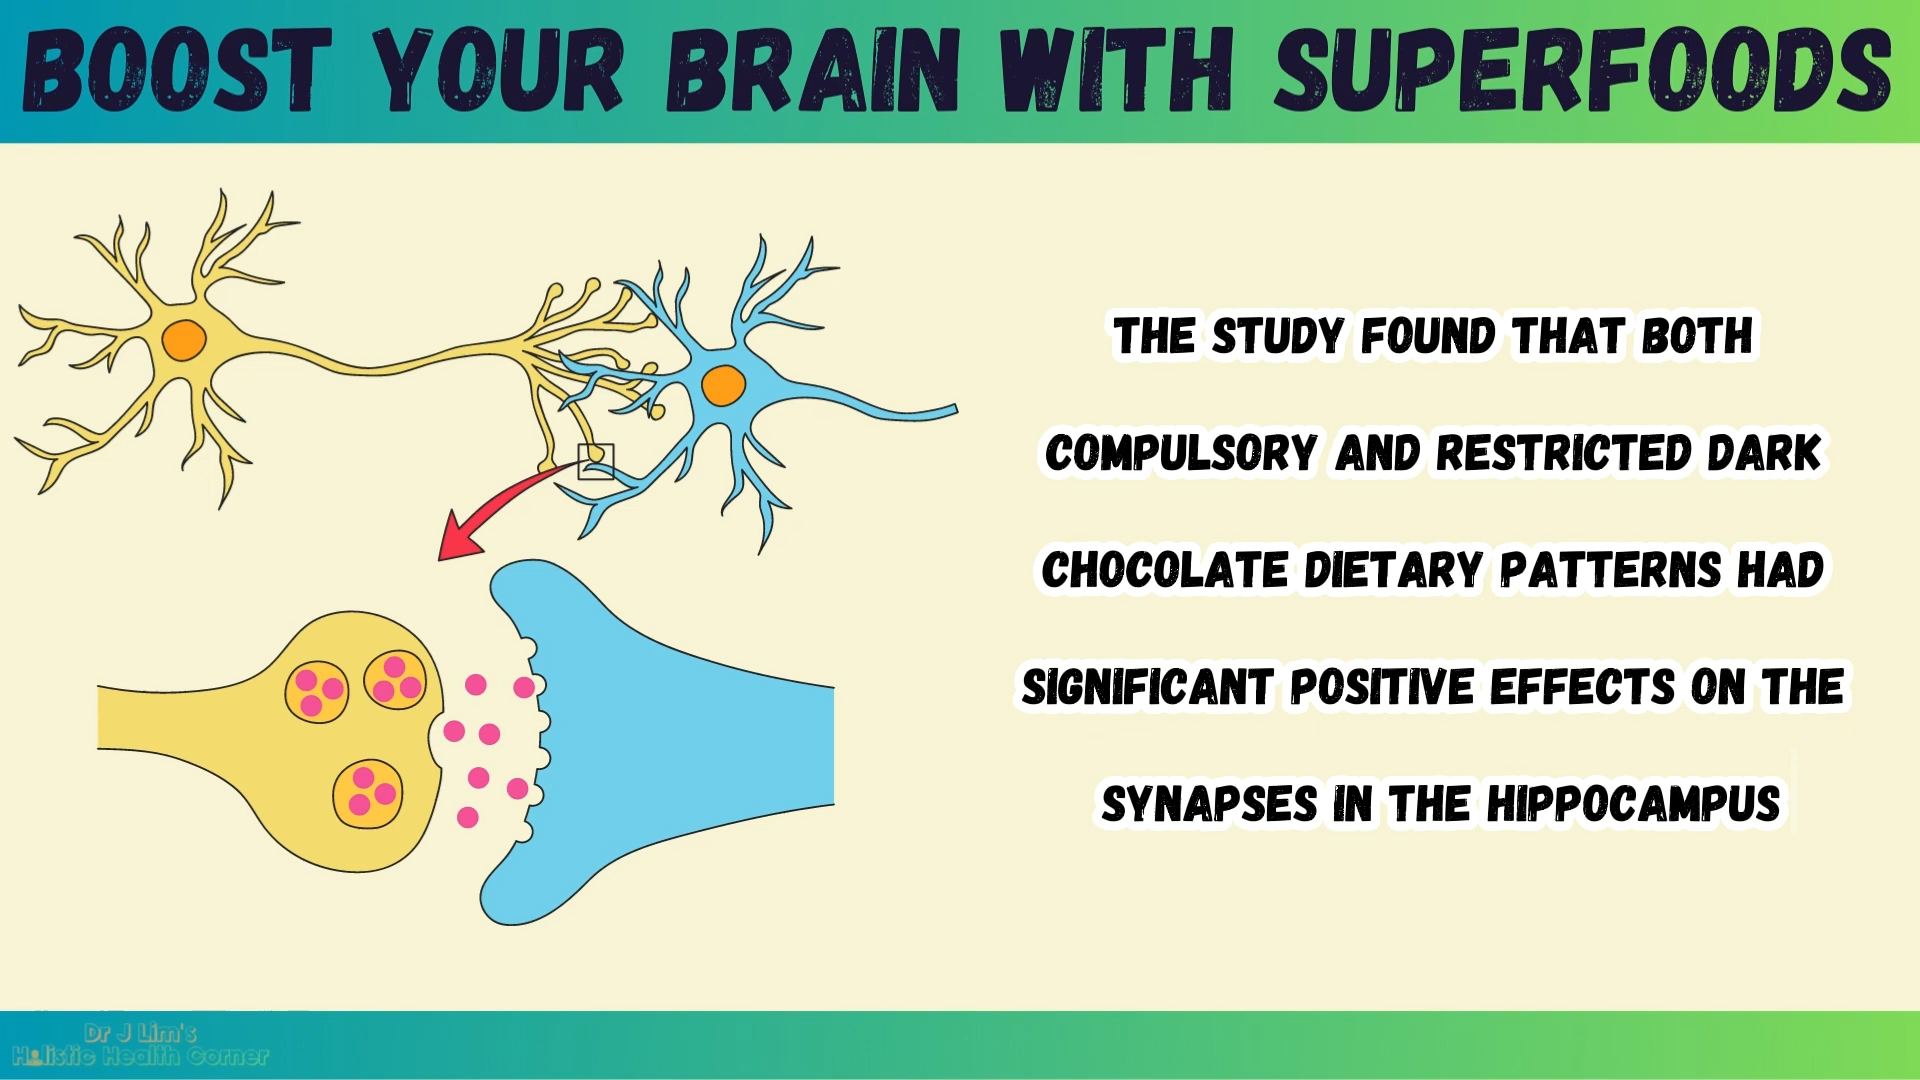 BOOST YOUR BRAIN WITH SUPERFOODS
THE STUDY FOUND THAT BOTH
COMPULSORY AND RESTRICTED DARK
CHOCOLATE DIETARY PATTERNS HAD
SIGNIFICANT POSITIVE EFFECTS ON THE
SYNAPSES IN THE HIPPOCAMPUS
Dr J Lim's
Holistic Health Corner